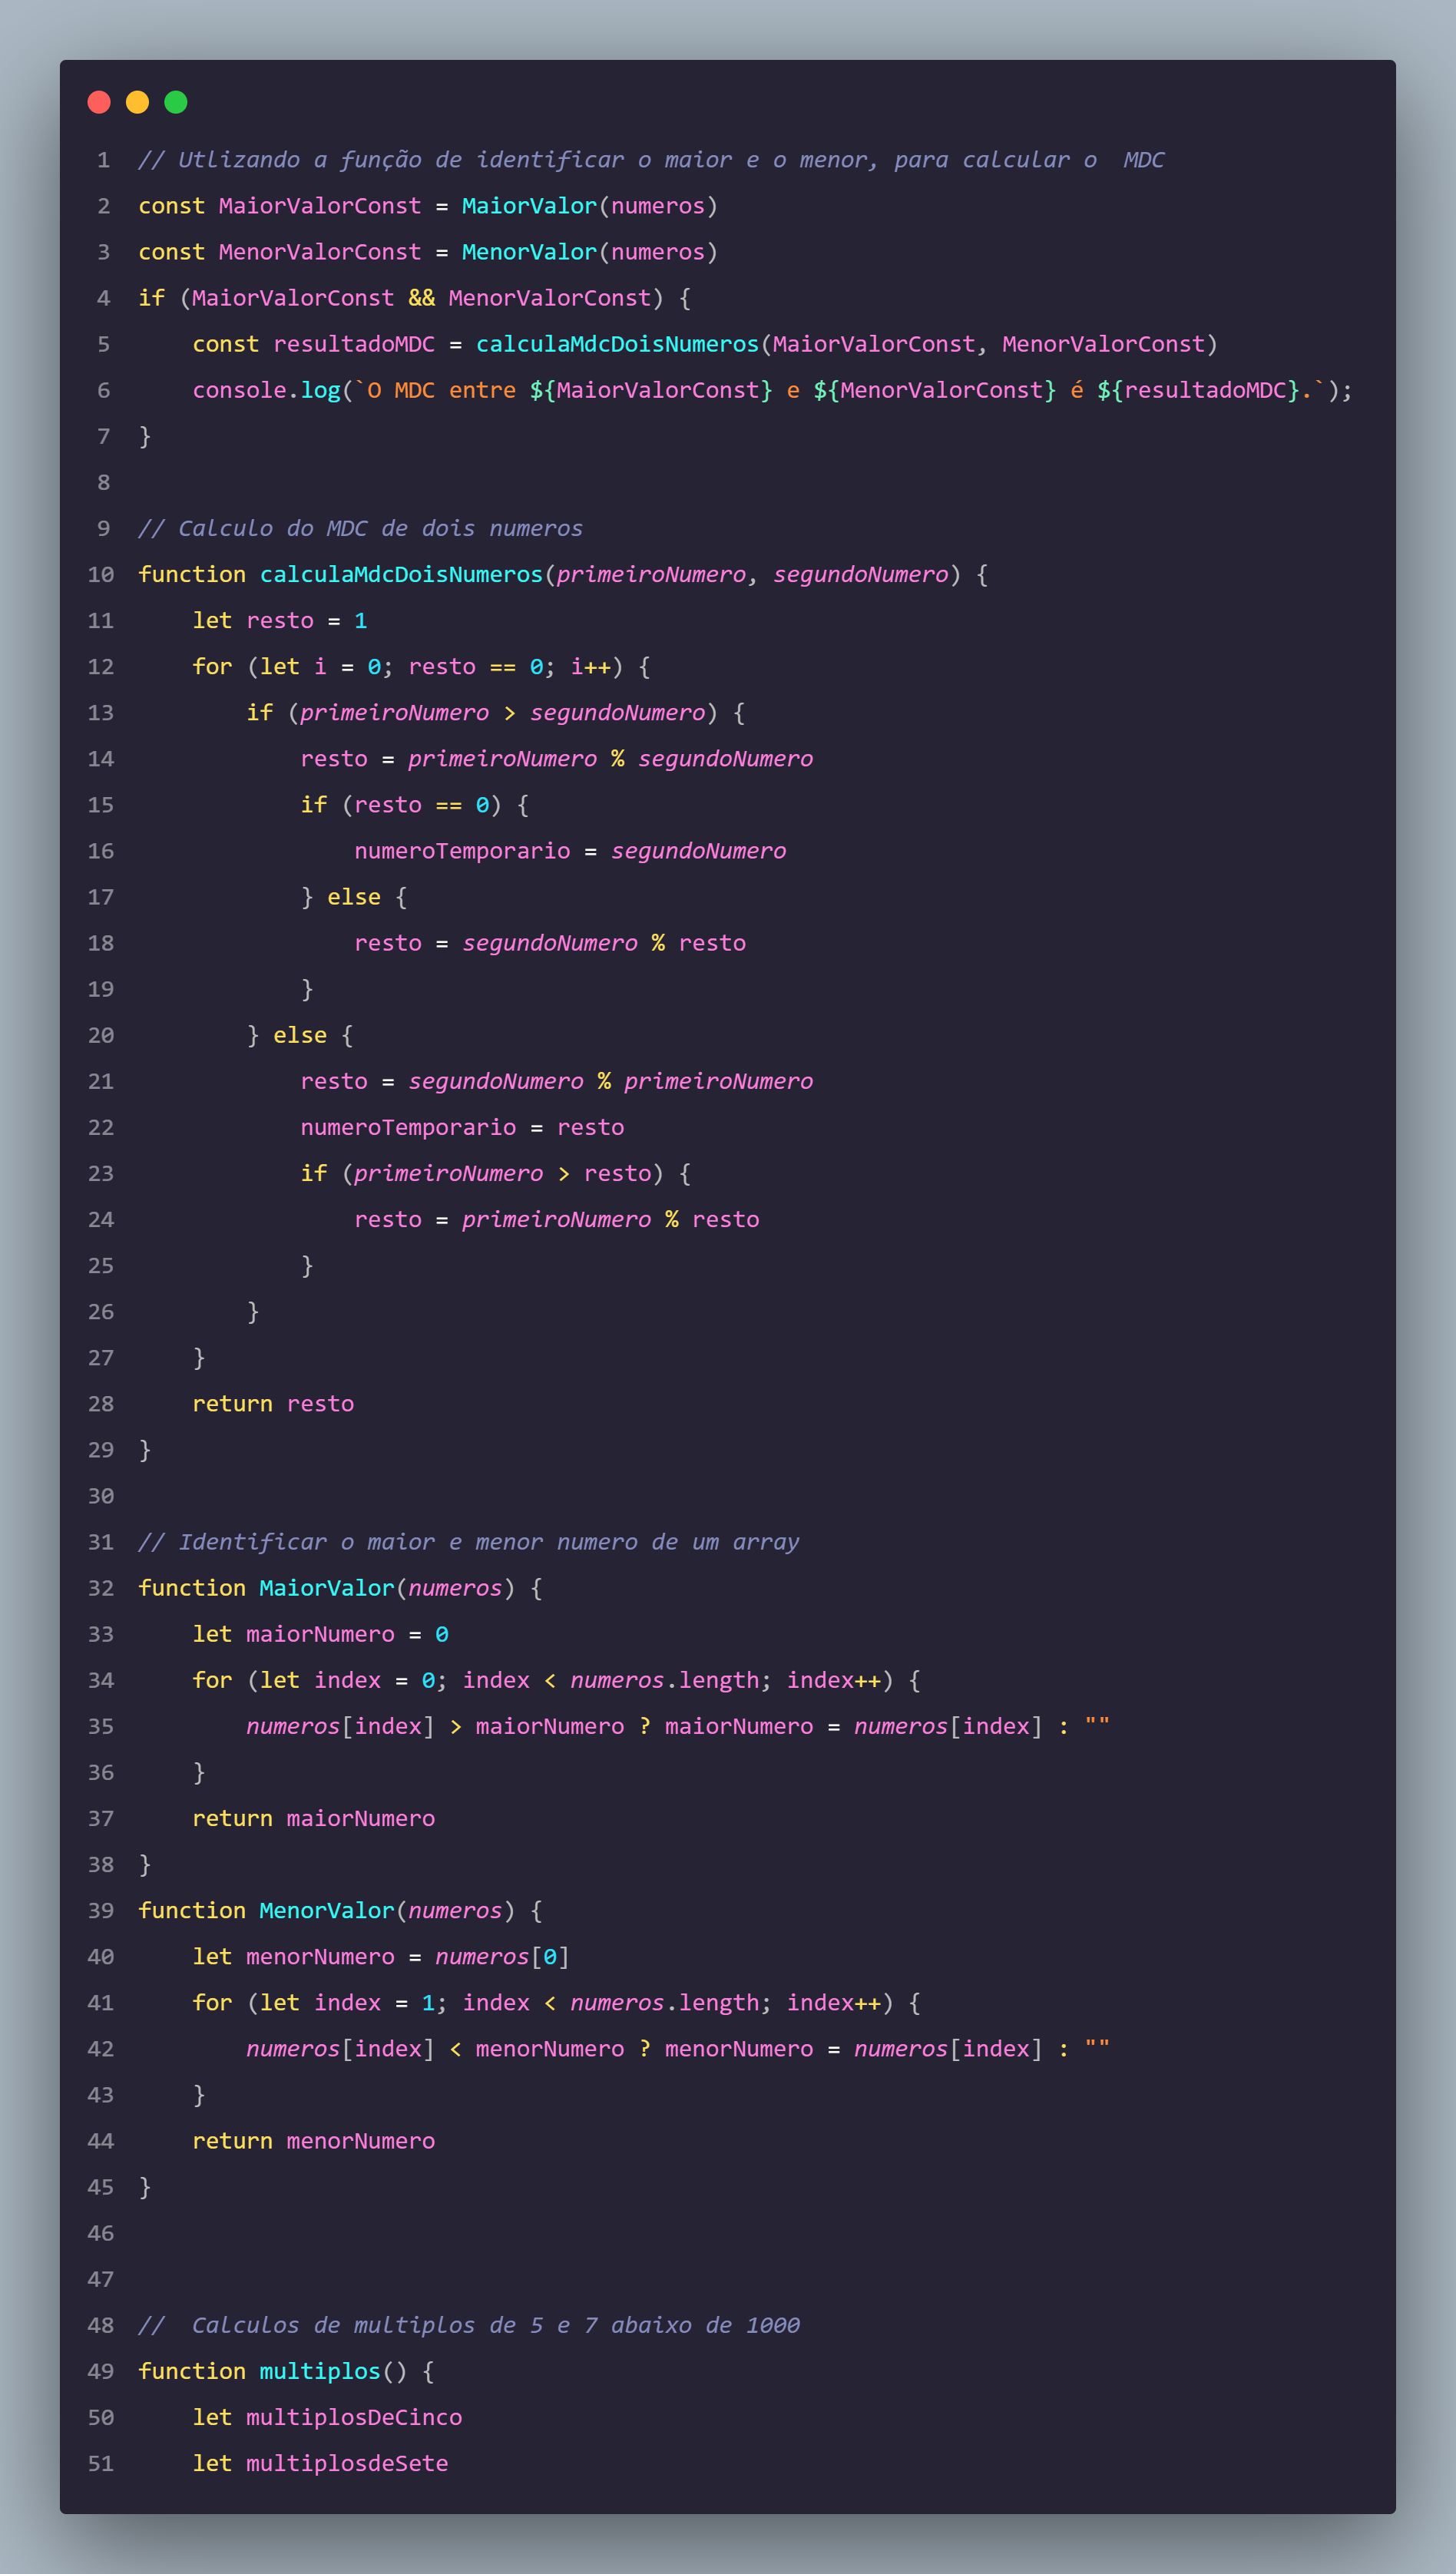 1 // Utlizando a função de identificar o maior e o menor, para calcular o  MDC
2 const MaiorValorConst = MaiorValor(numeros)
3 const MenorValorConst = MenorValor(numeros)
4 if (MaiorValorConst && MenorValorConst) {
5     const resultadoMDC = calculaMdcDoisNumeros(MaiorValorConst, MenorValorConst)
6     console.log(`O MDC entre ${MaiorValorConst} e ${MenorValorConst} é ${resultadoMDC}.`);
7 }
8
9 // Calculo do MDC de dois numeros
10 function calculaMdcDoisNumeros(primeiroNumero, segundoNumero) {
11     let resto = 1
12     for (let i = 0; resto == 0; i++) {
13         if (primeiroNumero > segundoNumero) {
14             resto = primeiroNumero % segundoNumero
15             if (resto == 0) {
16                 numeroTemporario = segundoNumero
17             } else {
18                 resto = segundoNumero % resto
19             }
20         } else {
21             resto = segundoNumero % primeiroNumero
22             numeroTemporario = resto
23             if (primeiroNumero > resto) {
24                 resto = primeiroNumero % resto
25             }
26         }
27     }
28     return resto
29 }
30
31 // Identificar o maior e menor numero de um array
32 function MaiorValor(numeros) {
33     let maiorNumero = 0
34     for (let index = 0; index < numeros.length; index++) {
35         numeros[index] > maiorNumero ? maiorNumero = numeros[index] : ""
36     }
37     return maiorNumero
38 }
39 function MenorValor(numeros) {
40     let menorNumero = numeros[0]
41     for (let index = 1; index < numeros.length; index++) {
42         numeros[index] < menorNumero ? menorNumero = numeros[index] : ""
43     }
44     return menorNumero
45 }
46
47
48 //  Calculos de multiplos de 5 e 7 abaixo de 1000
49 function multiplos() {
50     let multiplosDeCinco
51     let multiplosdeSete